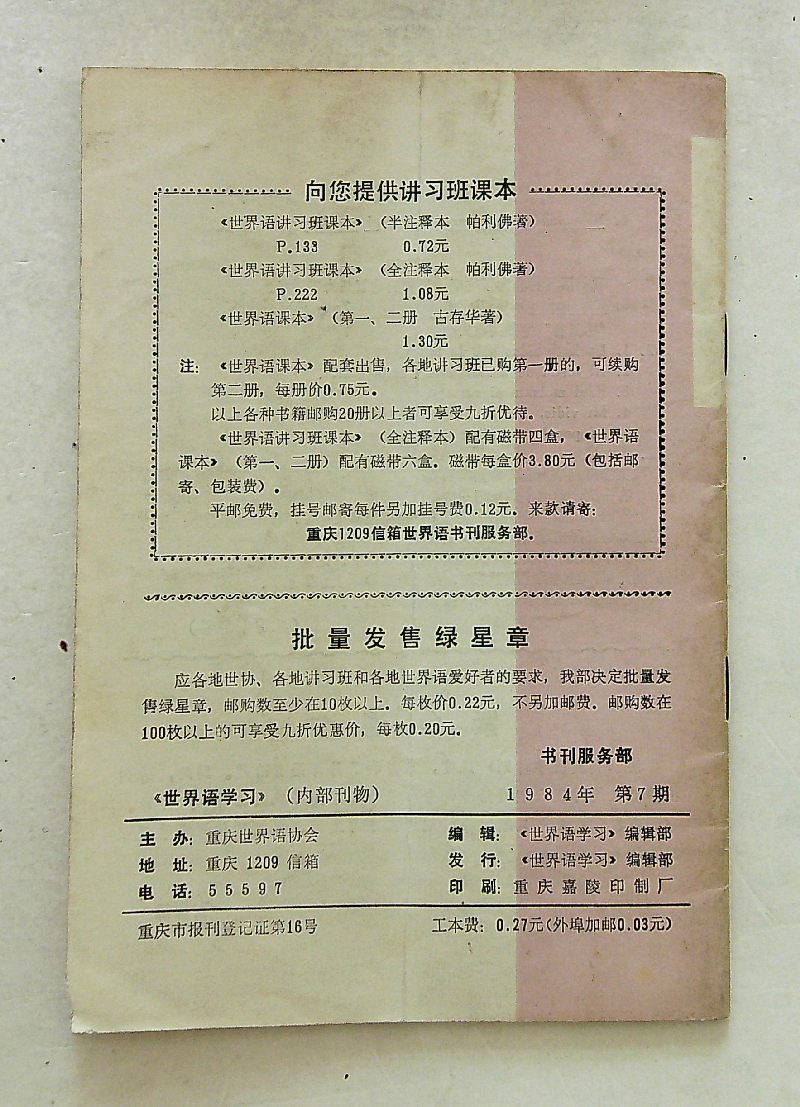 向您提供讲习班课本
《世界语讲习班课本》（半注释本　帕利佛著）
P.133　0.72元
《世界语讲习班课本》（全注释本　帕利佛著）
P.222　1.08元
《世界语课本》（第一、二册　古存华著）
1.30元
注：《世界语课本》配套出售，各地讲习班已购第一册的，可续购
第二册，每册价0.75元。
以上各种书籍邮购20册以上者可享受九折优待。
《世界语讲习班课本》（全注释本）配有磁带四盒，《世界语
课本》（第一、二册）配有磁带六盒。磁带每盒价3.80元（包括邮
寄、包装费）。
平邮免费，挂号邮寄每件另加挂号费0.12元。来款请寄：
重庆1209信箱世界语书刊服务部。
批量发售绿星章
应各地世协、各地讲习班和各地世界语爱好者的要求，我部决定批量发
售绿星章，邮购数至少在10枚以上。每枚价0.22元，不另加邮费。邮购数在
100枚以上的可享受九折优惠价，每枚0.20元。
书刊服务部
《世界语学习》（内部刊物）　1984年　第7期
主　办：重庆世界语协会　编　辑：《世界语学习》编辑部
地　址：重庆 1209 信箱　发　行：《世界语学习》编辑部
电　话：55597　印　刷：重庆嘉陵印制厂
重庆市报刊登记证第16号　工本费：0.27元(外埠加邮0.03元)